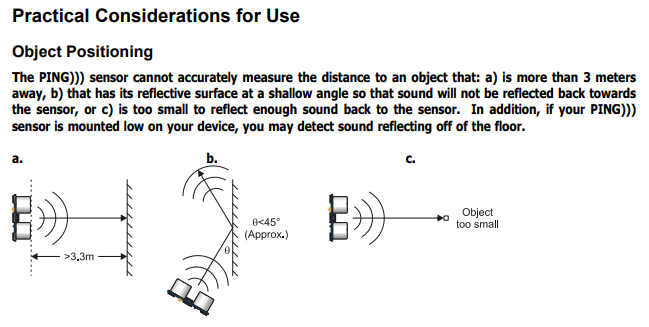 Practical Considerations for Use
Object Positioning
The PING))) sensor cannot accurately measure the distance to an object that: a) is more than 3 meters
away, b) that has its reflective surface at a shallow angle so that sound will not be reflected back towards
the sensor, or c) is too small to reflect enough sound back to the sensor.  In addition, if your PING)))
sensor is mounted low on your device, you may detect sound reflecting off of the floor.
a.
b.
c.
>3.3m
θ<45°
(Approx.)
θ
Object
too small